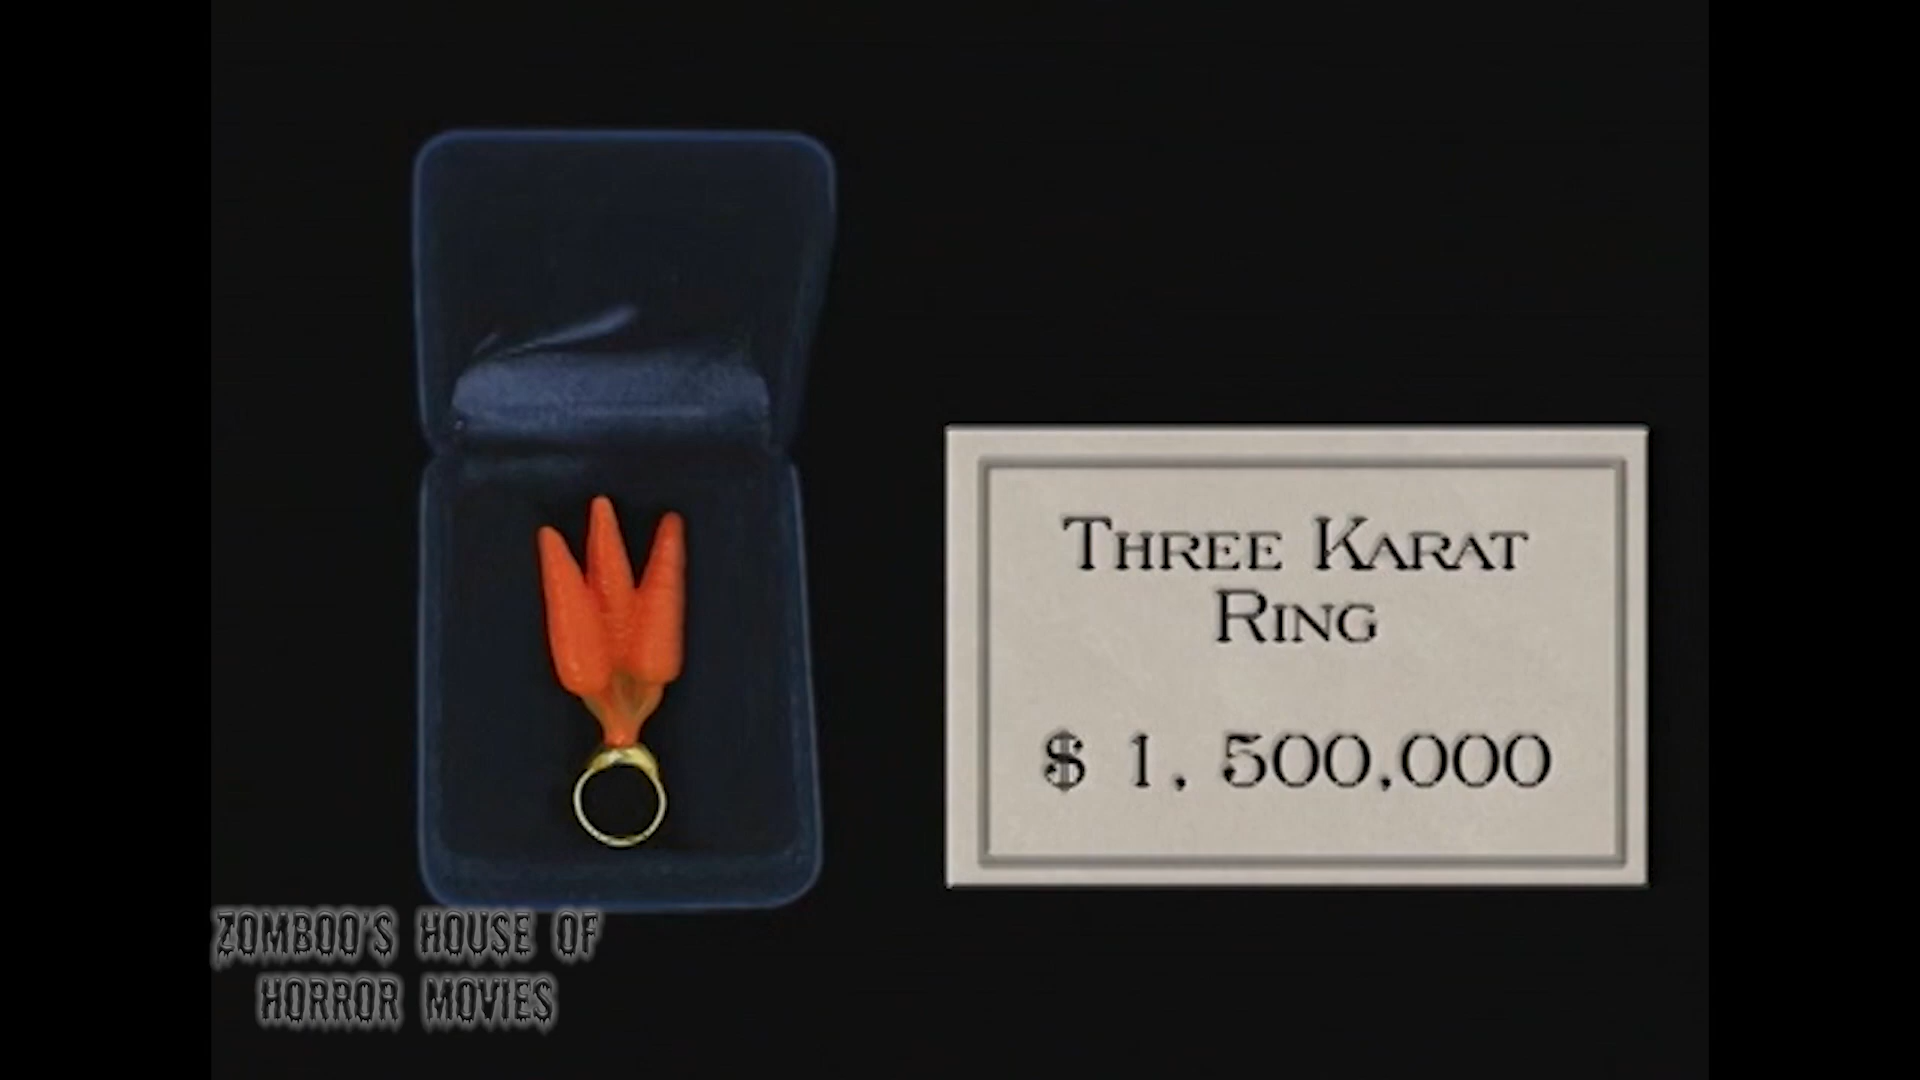 Three Karat
Ring
$ 1, 500,000
ZOMBOO'S HOUSE OF
HORROR MOVIES